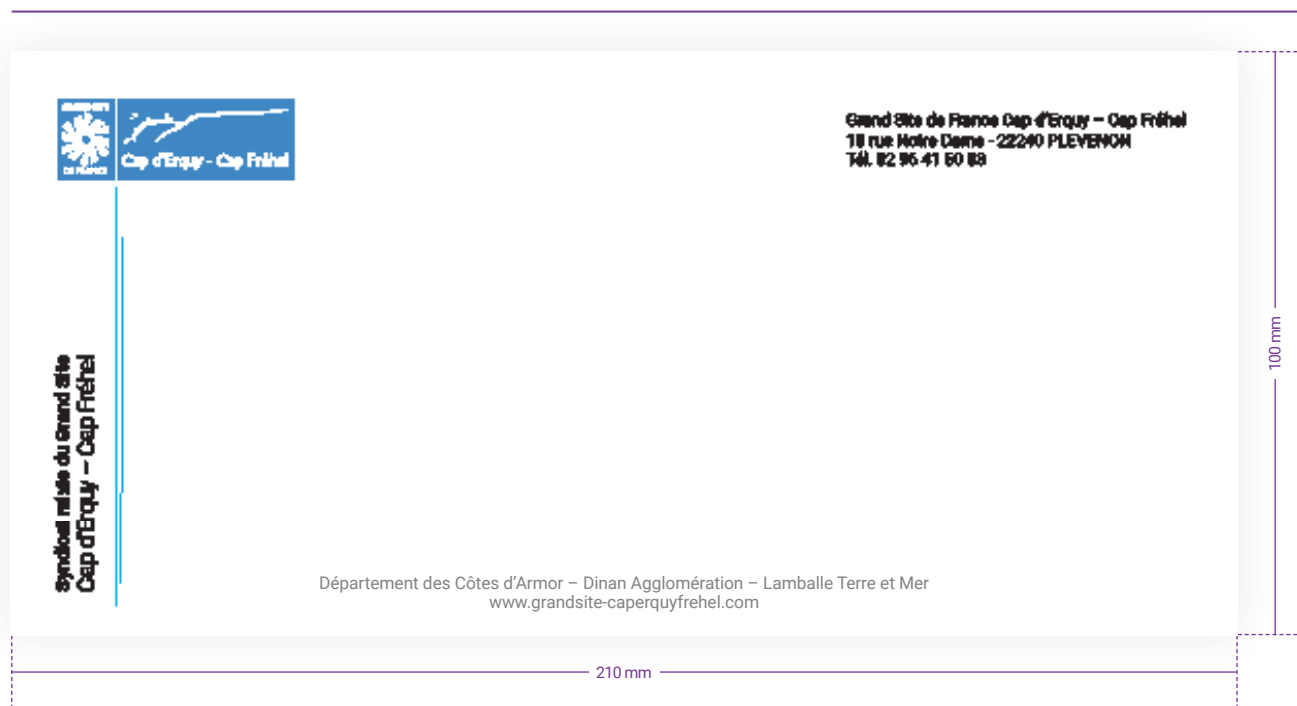 Cap d'Erquy - Cap Fréhel
Grand Site de France Cap d'Erquy – Cap Fréhel
rue Notre Dame - 22240 PLEVENON
Tél. 02 96 41 50
Syndicat mixte du Grand Site
Cap d'Erquy – Cap Fréhel
100 mm
Département des Côtes d'Armor – Dinan Agglomération – Lamballe Terre et Mer
www.grandsite-caperquyfrehel.com
210 mm